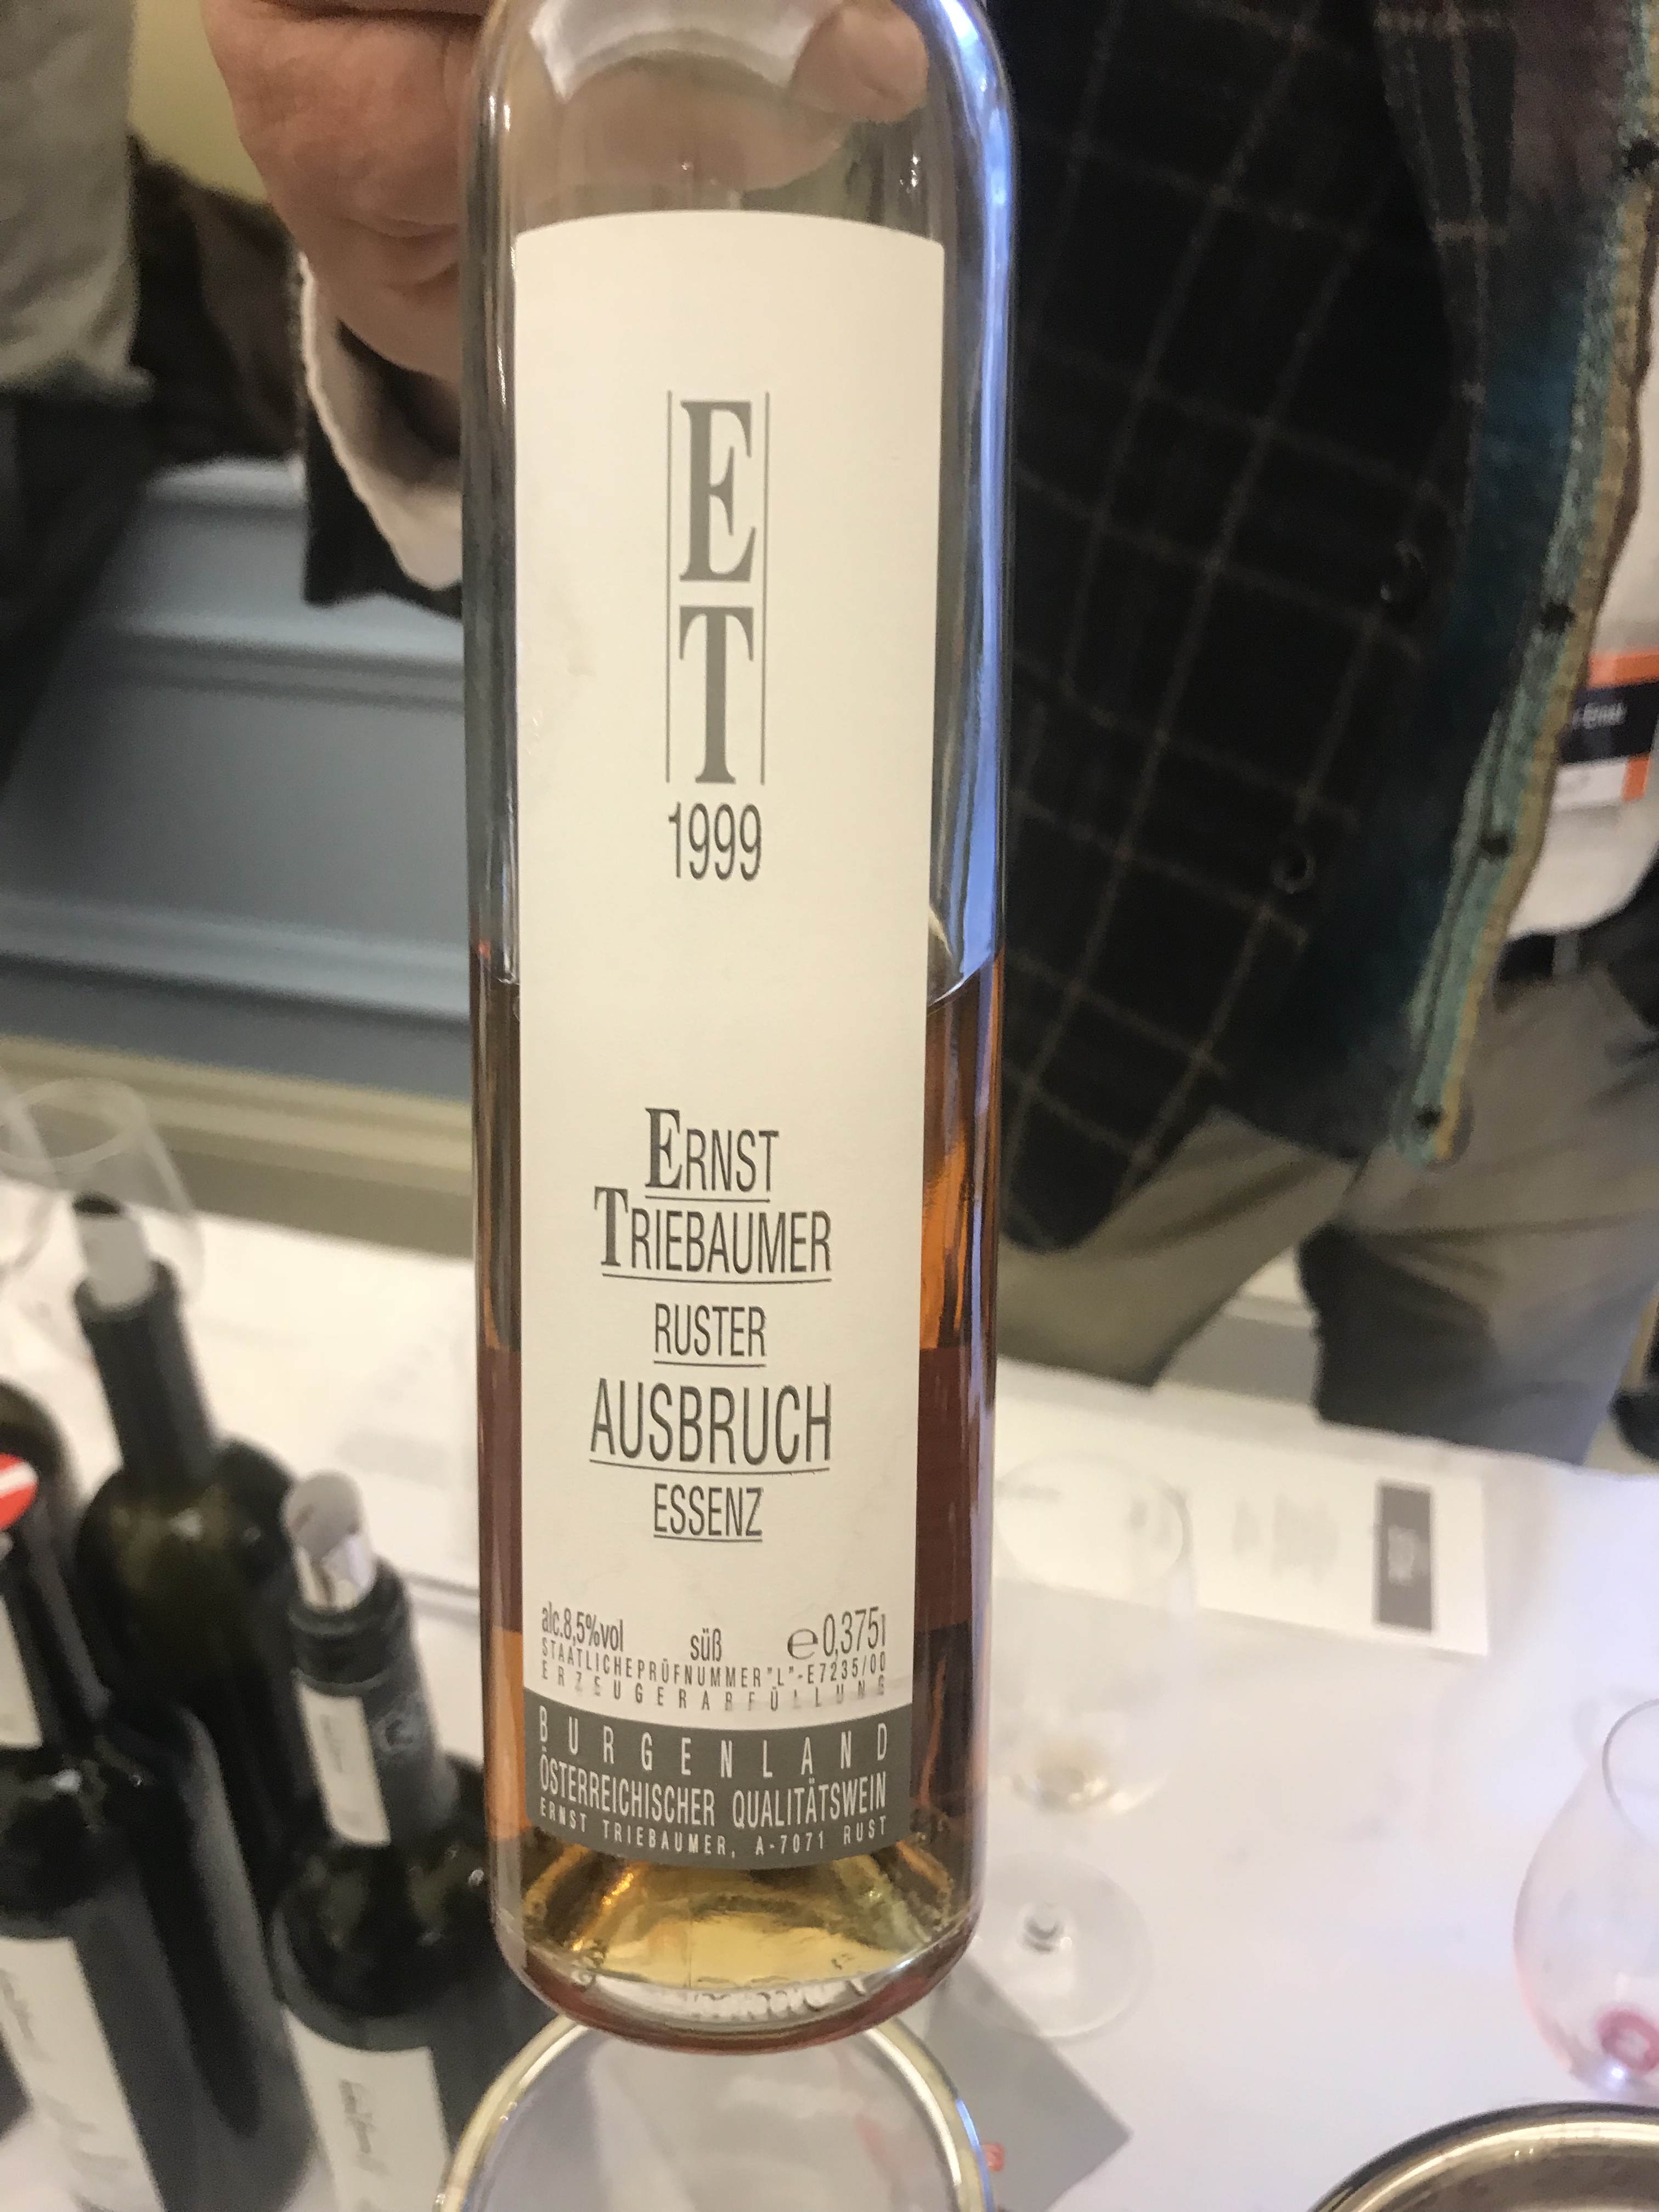 E
T
1999
ERNST
TRIEBAUMER
RUSTER
AUSBRUCH
ESSENZ
alc.8,5%vol süß e0,375l
STAATLICHEPRÜFNUMMER"L"-E7235/00
ERZEUGERABFÜLLUNG
BURGENLAND
ÖSTERREICHISCHER QUALITÄTSWEIN
ERNST TRIEBAUMER, A-7071 RUST
Ernst